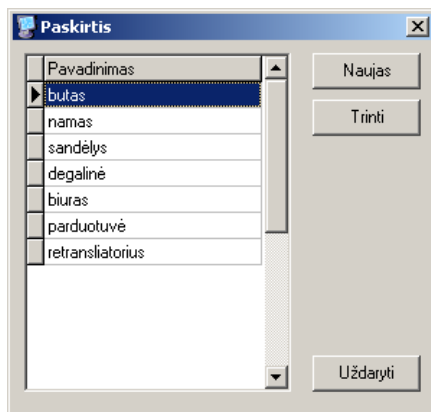 Paskirtis
Pavadinimas
butas
namas
sandėlys
degalinė
biuras
parduotuvė
retransliatorius
Naujas
Trinti
Uždaryti